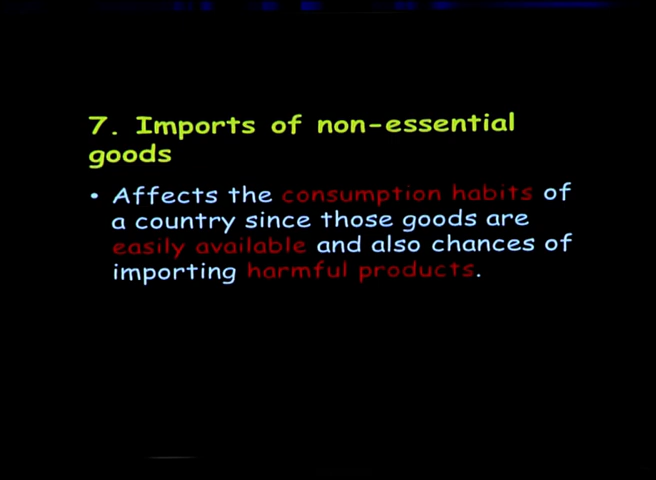 7. Imports of non-essential
goods
• Affects the consumption habits of
a country since those goods are
easily available and also chances of
importing harmful products.